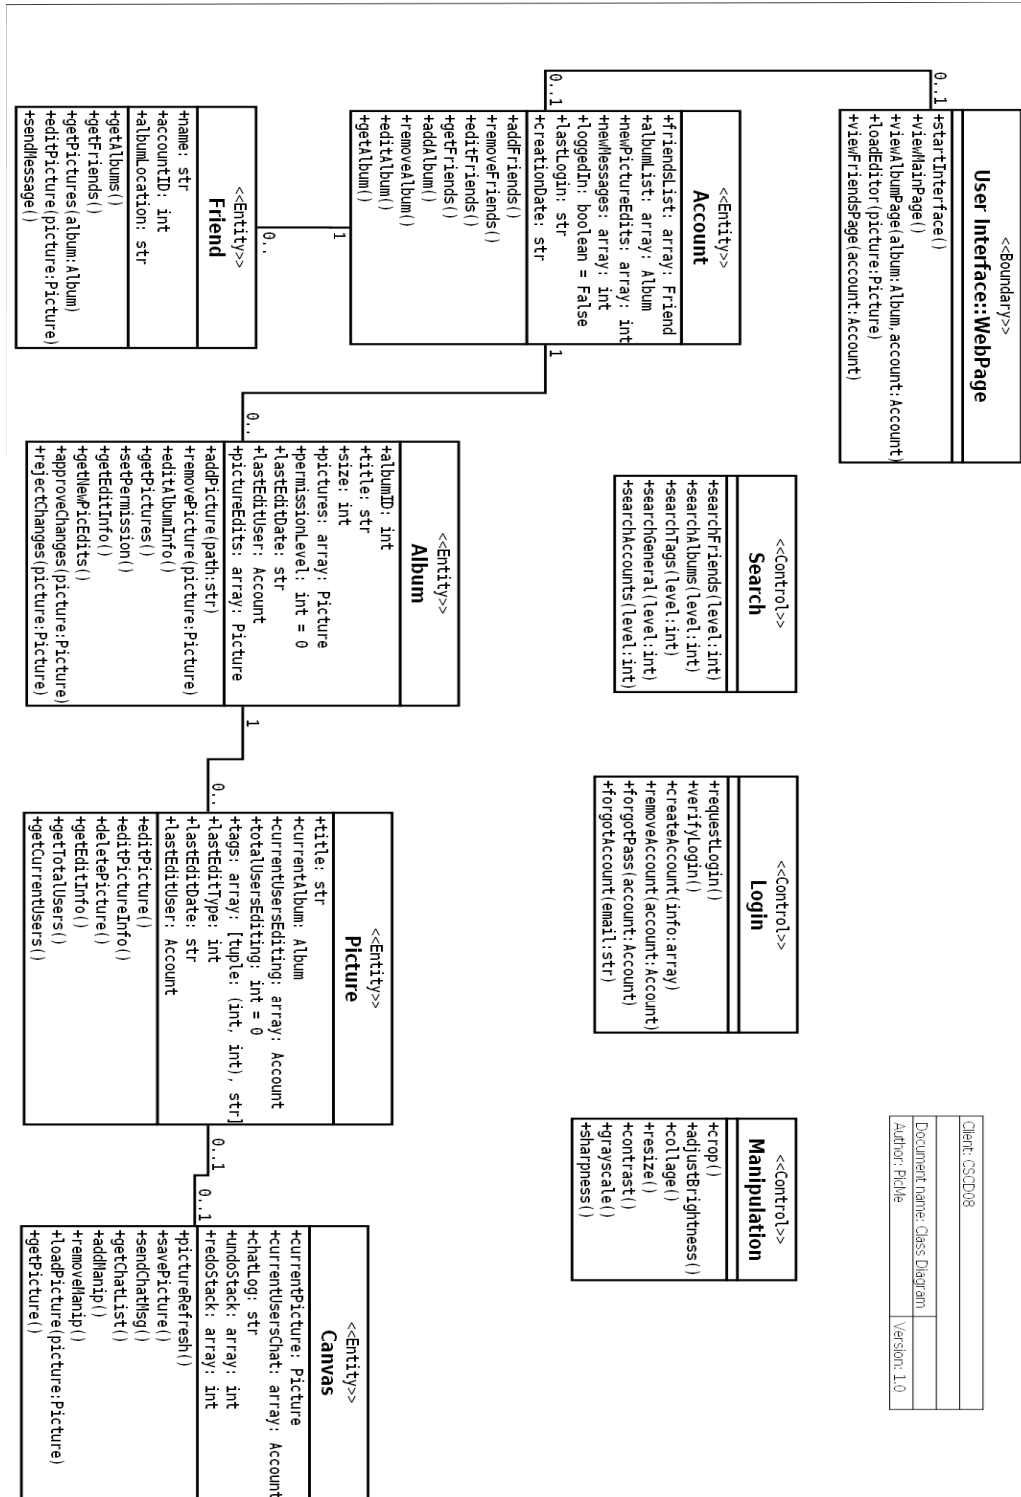 <<Boundary>>
User Interface::WebPage
+startInterface()
+viewMainPage()
+viewAlbumPage(album:Album,account:Account)
+loadEditor(picture:Picture)
+viewFriendsPage(account:Account)
0..1
0..1
<<Entity>>
Account
+friendsList: array: Friend
+albumList: array: Album
+newPictureEdits: array: int
+newMessages: array: int
+loggedIn: boolean = False
+lastLogin: str
+creationDate: str
+addFriends()
+removeFriends()
+editFriends()
+getFriends()
+addAlbum()
+removeAlbum()
+editAlbum()
+getAlbum()
1
0..
<<Entity>>
Friend
+name: str
+accountID: int
+albumLocation: str
+getAlbums()
+getFriends()
+getPictures(album:Album)
+editPicture(picture:Picture)
+sendMessage()
1
0..
<<Control>>
Search
+searchFriends(level:int)
+searchAlbums(level:int)
+searchTags(level:int)
+searchGeneral(level:int)
+searchAccounts(level:int)
<<Entity>>
Album
+albumID: int
+title: str
+size: int
+pictures: array: Picture
+permissionLevel: int = 0
+lastEditDate: str
+lastEditUser: Account
+pictureEdits: array: Picture
+addPicture(path:str)
+removePicture(picture:Picture)
+editAlbumInfo()
+getPictures()
+setPermission()
+getEditInfo()
+getNewPicEdits()
+approveChanges(picture:Picture)
+rejectChanges(picture:Picture)
1
0..
<<Control>>
Login
+requestLogin()
+verifyLogin()
+createAccount(info:array)
+removeAccount(account:Account)
+forgotPass(account:Account)
+forgotAccount(email:str)
<<Entity>>
Picture
+title: str
+currentAlbum: Album
+currentUsersEditing: array: Account
+totalUsersEditing: int = 0
+tags: array: [tuple: (int, int), str]
+lastEditType: int
+lastEditDate: str
+lastEditUser: Account
+editPicture()
+editPictureInfo()
+deletePicture()
+getEditInfo()
+getTotalUsers()
+getCurrentUsers()
0..1
0..1
Client: CSCD08
Document name: Class Diagram
Author: PicMe
Version: 1.0
<<Control>>
Manipulation
+crop()
+adjustBrightness()
+collage()
+resize()
+contrast()
+grayscale()
+sharpness()
<<Entity>>
Canvas
+currentPicture: Picture
+currentUsersChat: array: Account
+chatLog: str
+undoStack: array: int
+redoStack: array: int
+pictureRefresh()
+savePicture()
+sendChatMsg()
+getChatList()
+addManip()
+removeManip()
+loadPicture(picture:Picture)
+getPicture()